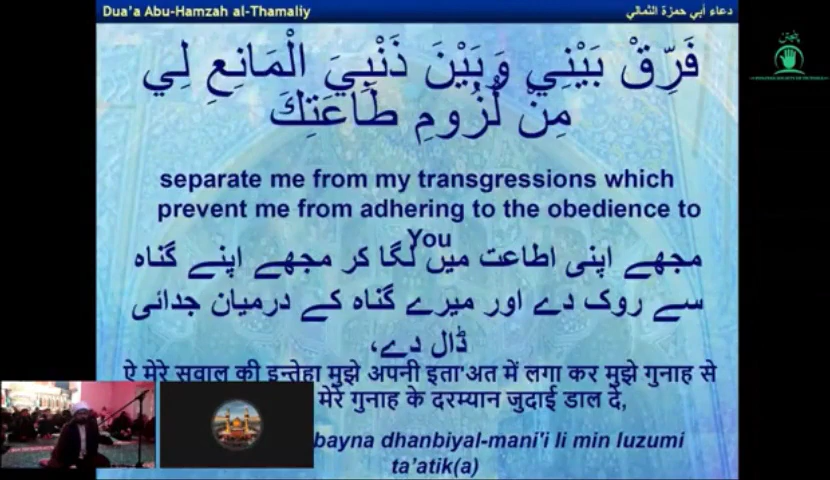 Dua'a Abu-Hamzah al-Thamaliy
دعاء أبي حمزة الثمالي
فَرِّقْ بَيْنِي وَبَيْنَ ذَنْبِيَ الْمَانِعِ لِي
مِنْ لُزُومِ طَاعَتِكَ
separate me from my transgressions which
prevent me from adhering to the obedience to
You
مجھے اپنی اطاعت میں لگا کر مجھے اپنے گناہ
سے روک دے اور میرے گناہ کے درمیان جدائی
ڈال دے،
ऐ मेरे सवाल की इन्तेहा मुझे अपनी इता'अत में लगा कर मुझे गुनाह से
मेरे गुनाह के दरम्यान जुदाई डाल दे,
bayna dhanbiyal-mani'i li min luzumi
ta'atik(a)